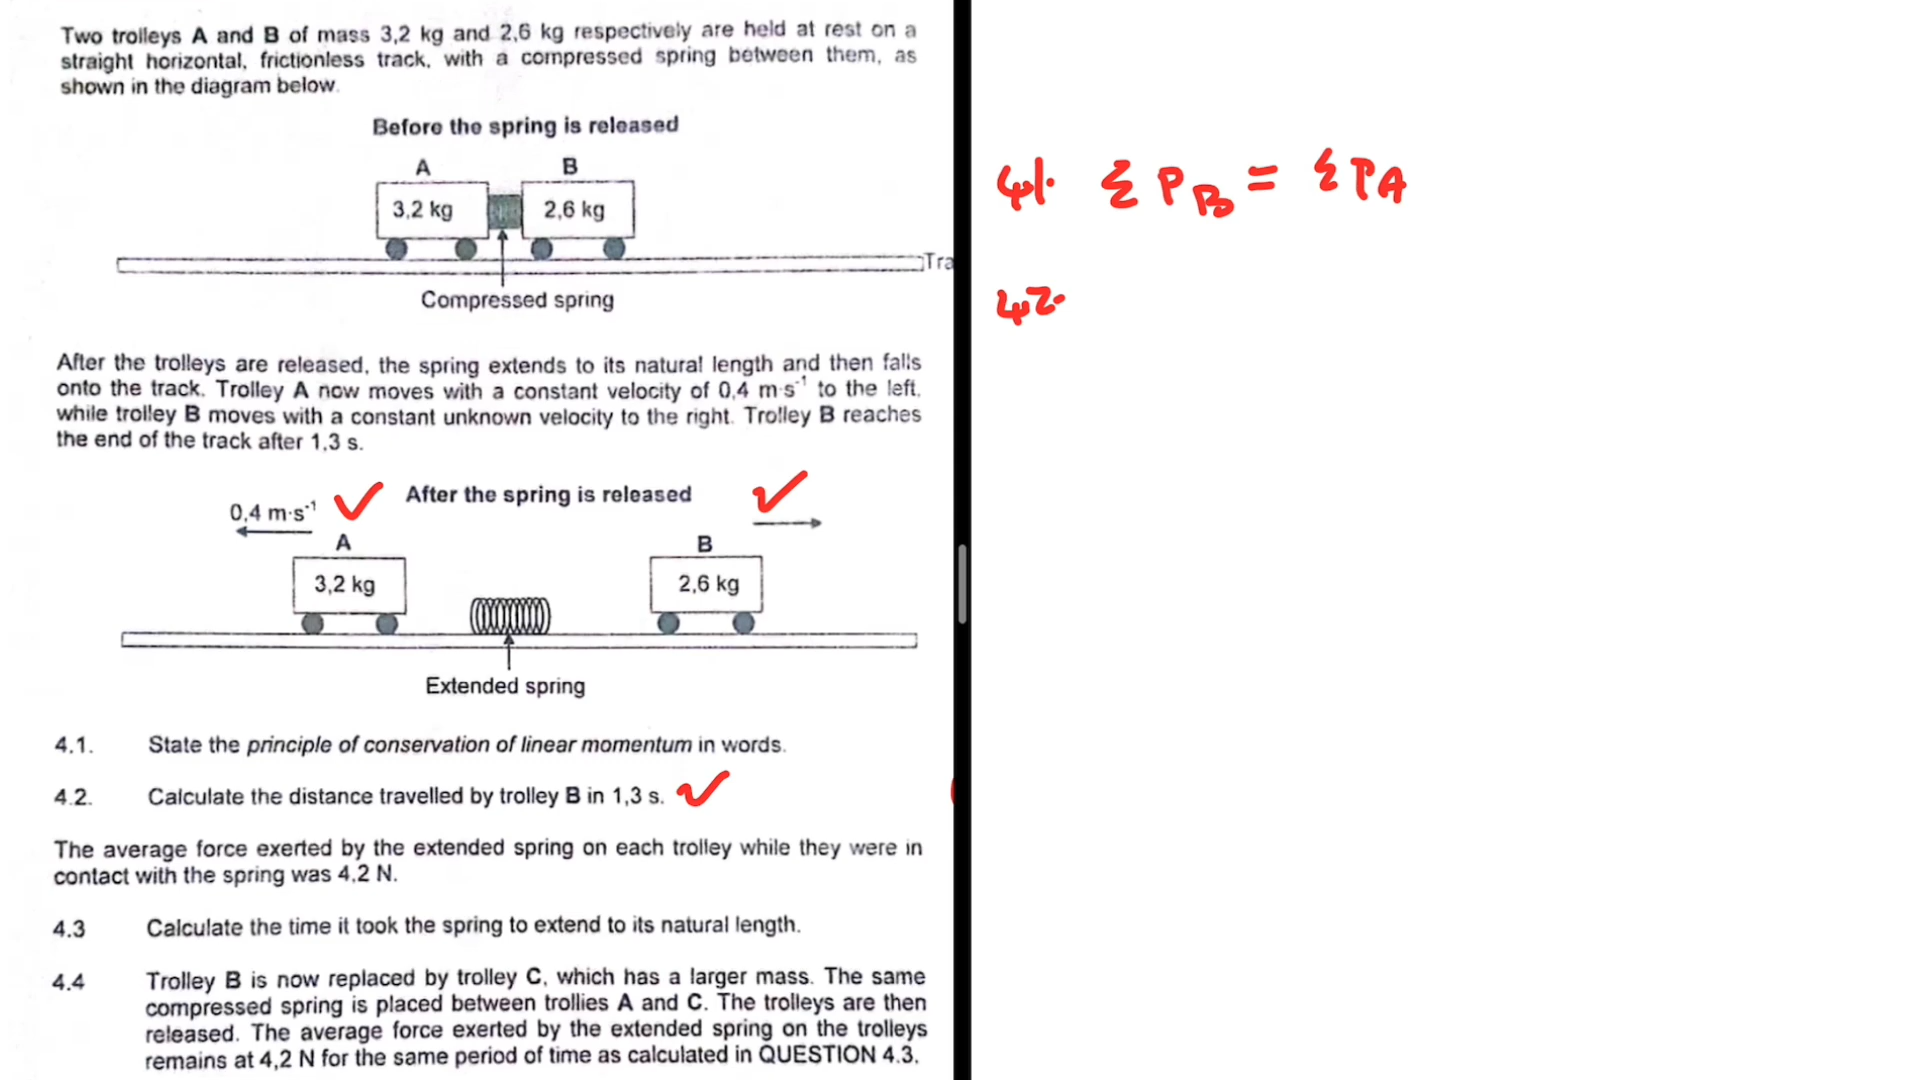 Two trolleys A and B of mass 3,2 kg and 2,6 kg respectively are held at rest on a
straight horizontal, frictionless track, with a compressed spring between them, as
shown in the diagram below.
Before the spring is released
A B
3,2 kg 2,6 kg
Tra
Compressed spring
After the trolleys are released, the spring extends to its natural length and then falls
onto the track. Trolley A now moves with a constant velocity of 0,4 m·s⁻¹ to the left,
while trolley B moves with a constant unknown velocity to the right. Trolley B reaches
the end of the track after 1,3 s.
After the spring is released
0,4 m·s⁻¹
A B
3,2 kg 2,6 kg
Extended spring
4.1. State the principle of conservation of linear momentum in words.
4.2. Calculate the distance travelled by trolley B in 1,3 s.
The average force exerted by the extended spring on each trolley while they were in
contact with the spring was 4,2 N.
4.3 Calculate the time it took the spring to extend to its natural length.
4.4 Trolley B is now replaced by trolley C, which has a larger mass. The same
compressed spring is placed between trollies A and C. The trolleys are then
released. The average force exerted by the extended spring on the trolleys
remains at 4,2 N for the same period of time as calculated in QUESTION 4.3.
41. Σ PB = Σ PA
42.